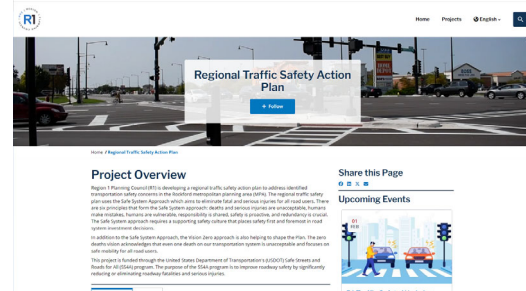 R1
Home Projects English
Regional Traffic Safety Action
Plan
+ Follow
Home / Regional Traffic Safety Action Plan
Project Overview
Region 1 Planning Council (R1) is developing a regional traffic safety action plan to address identified
transportation safety concerns in the Rockford metropolitan planning area (MPA). The regional traffic safety
plan uses the Safe System Approach which aims to eliminate fatal and serious injuries for all road users. There
are six principles that form the Safe System approach: deaths and serious injuries are unacceptable, humans
make mistakes, humans are vulnerable, responsibility is shared, safety is proactive, and redundancy is crucial.
The Safe System Approach requires a supporting safety culture that places safety first and foremost in road
system investment decisions.
In addition to the Safe System Approach, the Vision Zero approach is also helping to shape the Plan. The zero
deaths vision acknowledges that even one death on our transportation system is unacceptable and focuses on
safe mobility for all road users.
This project is funded through the United States Department of Transportation's (USDOT) Safe Streets and
Roads for All (SS4A) program. The purpose of the SS4A program is to improve roadway safety by significantly
reducing or eliminating roadway fatalities and serious injuries.
Share this Page
Upcoming Events
01
FEB